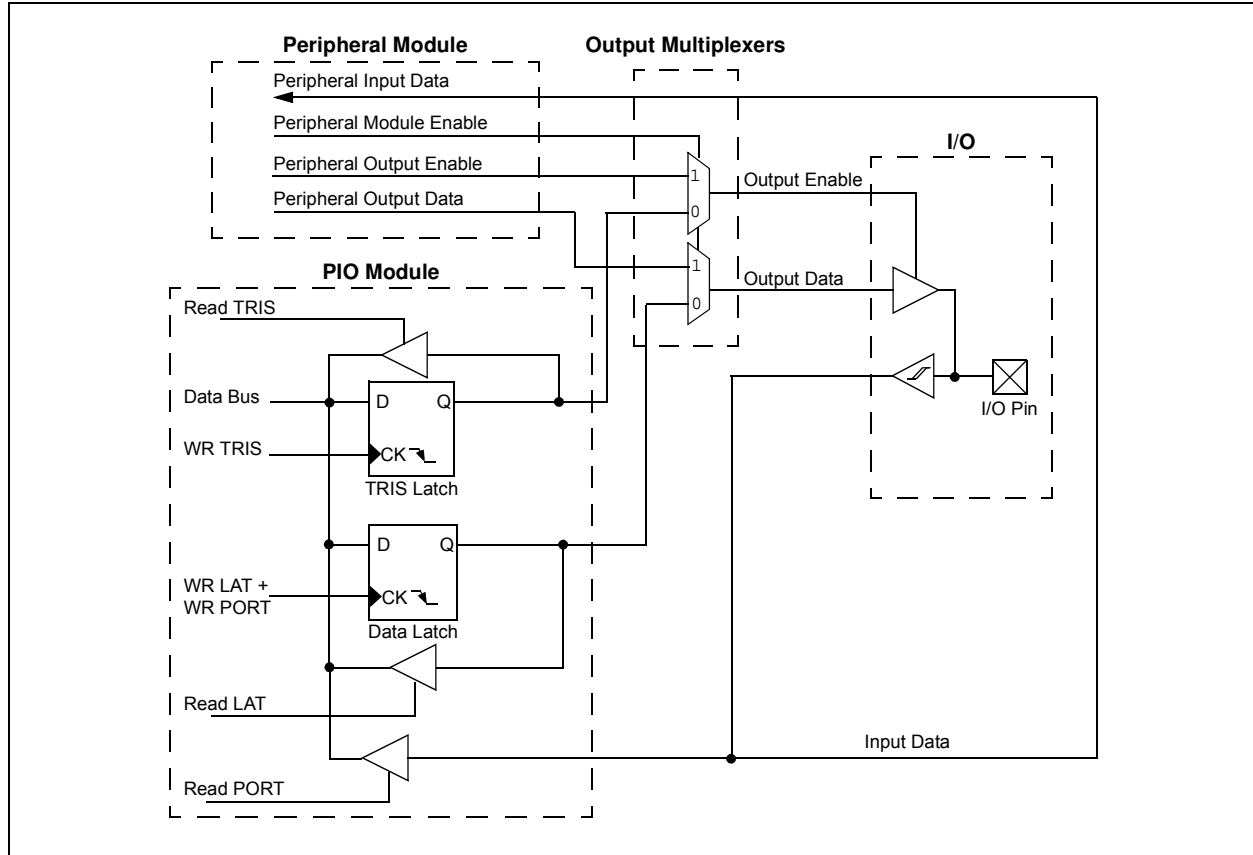 Peripheral Module
Output Multiplexers
Peripheral Input Data
Peripheral Module Enable
I/O
Peripheral Output Enable
1
Output Enable
Peripheral Output Data
0
PIO Module
1
Output Data
0
Read TRIS
Data Bus
D
Q
I/O Pin
WR TRIS
CK
TRIS Latch
D
Q
WR LAT +
WR PORT
CK
Data Latch
Read LAT
Input Data
Read PORT